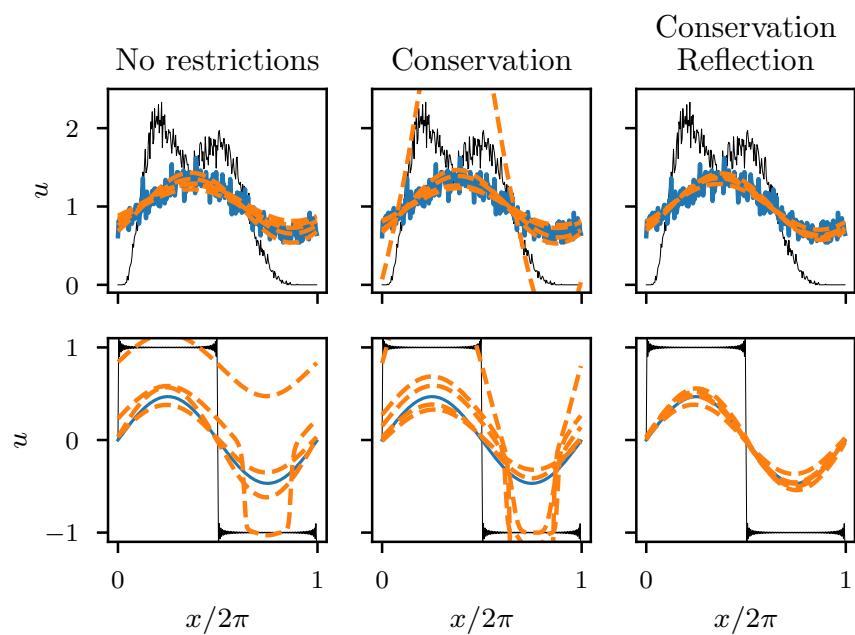 No restrictions
Conservation
Conservation
Reflection
u
2
1
0
u
1
0
−1
0
1
0
1
0
1
x/2π
x/2π
x/2π